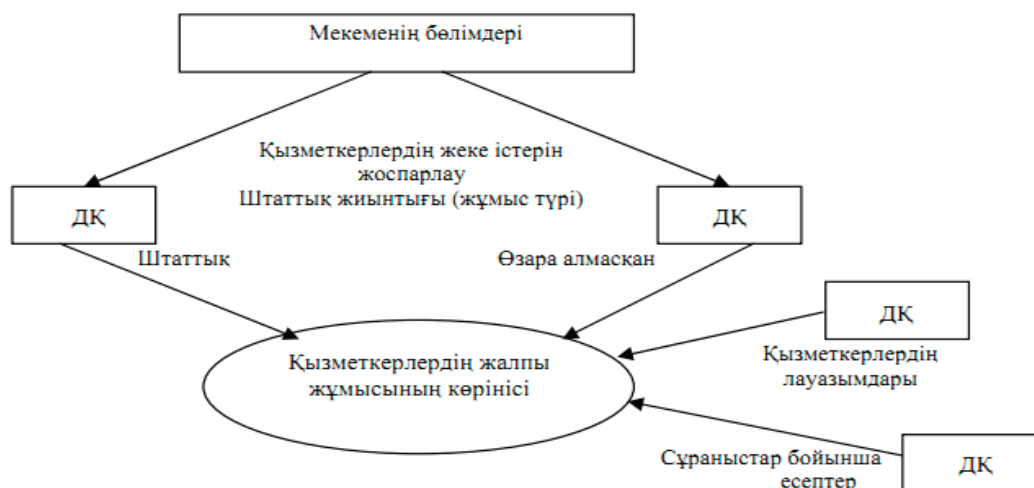 Мекеменің бөлімдері
Қызметкерлердің жеке істерін
жоспарлау
Штаттық жиынтығы (жұмыс түрі)
ДҚ
ДҚ
Штаттық
Өзара алмасқан
ДҚ
Қызметкерлердің
лауазымдары
Қызметкерлердің жалпы
жұмысының көрінісі
Сұраныстар бойынша
есептер
ДҚ